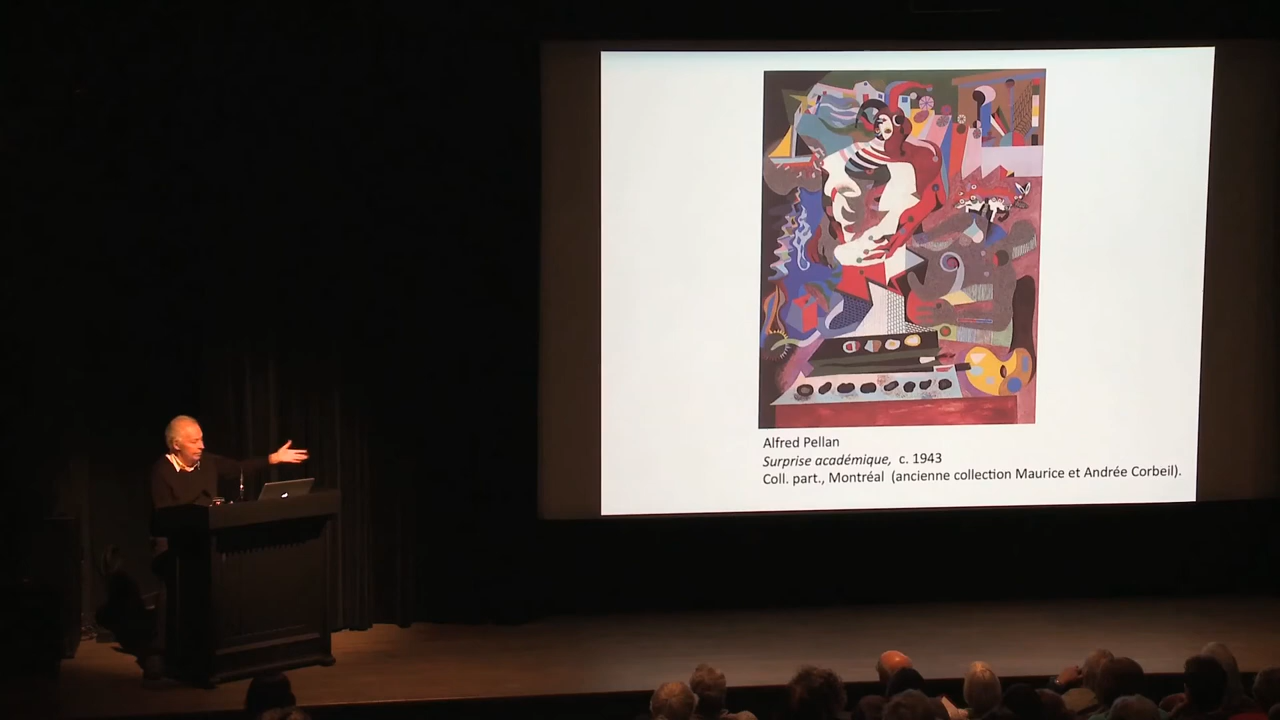 Alfred Pellan
Surprise académique, c. 1943
Coll. part., Montréal (ancienne collection Maurice et Andrée Corbeil).